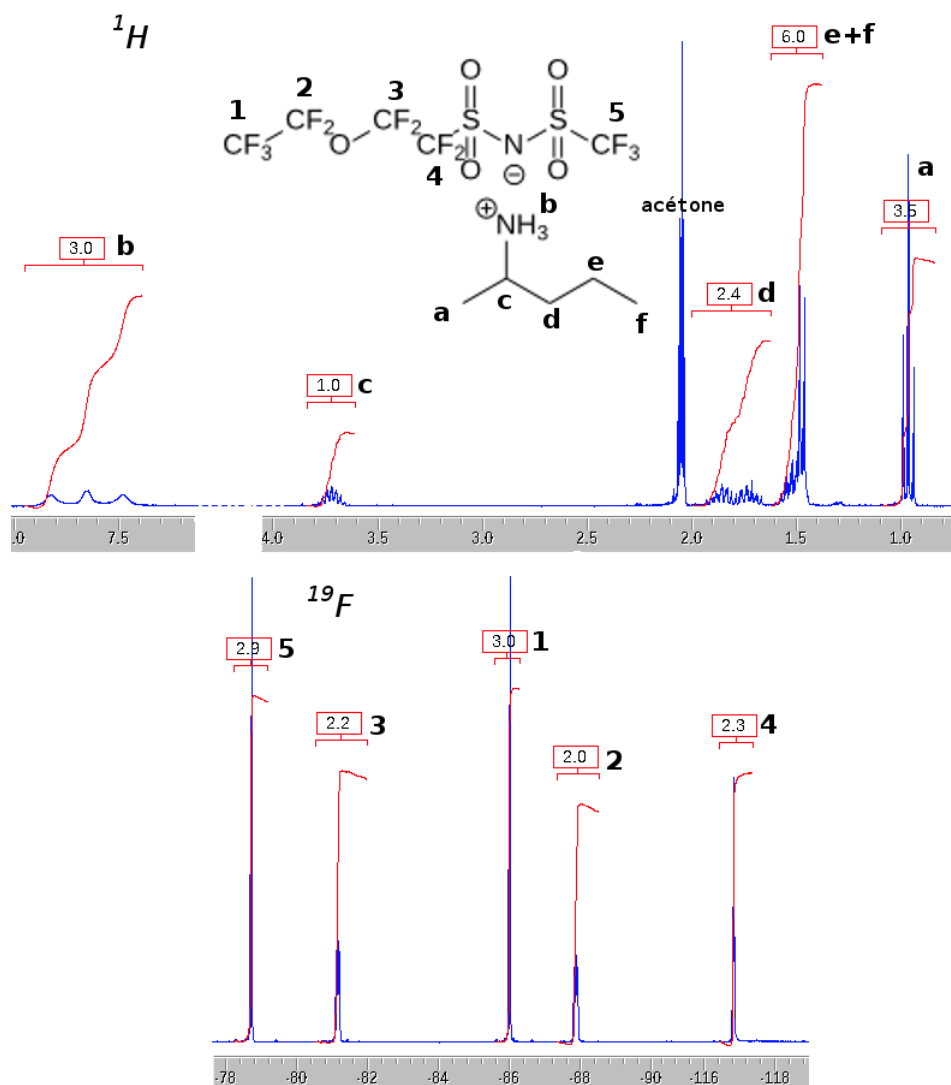 ¹H
6.0 e+f
O O
1 2 3 5
CF₃ CF₂ O CF₂ CF₂ S N S CF₃
4 O ⊖ O
a
acétone
3.5
3.0 b
⊕ NH₃ b
e
2.4 d
a c d f
1.0 c
.0 7.5 4.0 3.5 3.0 2.5 2.0 1.5 1.0
¹⁹F
2.9 5
3.0 1
2.2 3
2.3 4
2.0 2
-78 -80 -82 -84 -86 -88 -90 -116 -118